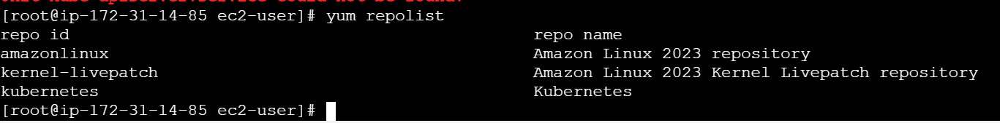 [root@ip-172-31-14-85 ec2-user]# yum repolist
repo id repo name
amazonlinux Amazon Linux 2023 repository
kernel-livepatch Amazon Linux 2023 Kernel Livepatch repository
kubernetes Kubernetes
[root@ip-172-31-14-85 ec2-user]#